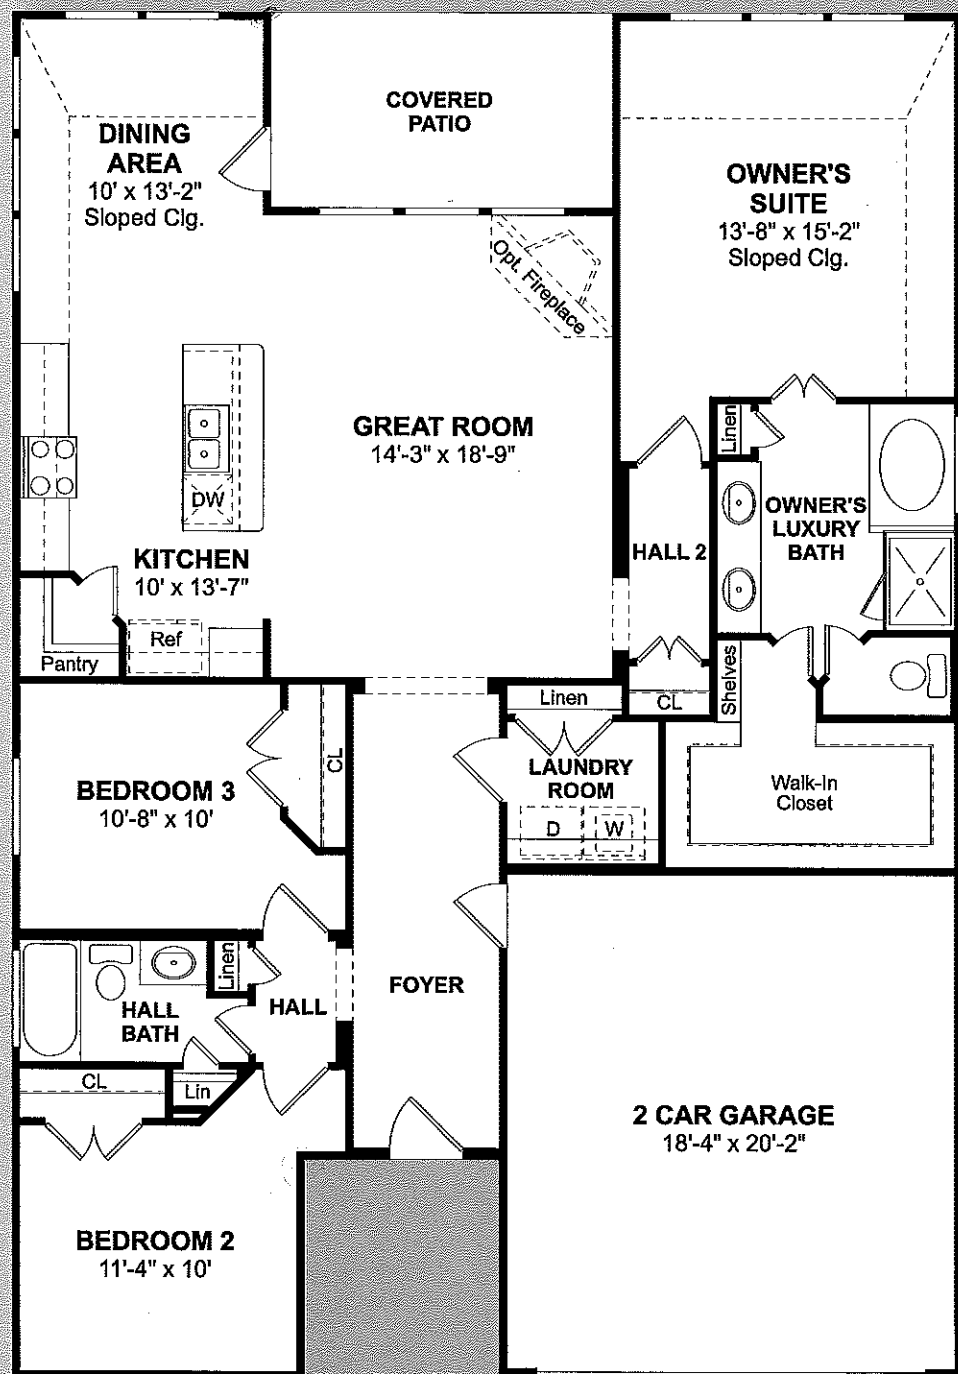 COVERED
PATIO
DINING
AREA
10' x 13'-2"
Sloped Clg.
OWNER'S
SUITE
13'-8" x 15'-2"
Sloped Clg.
Opt. Fireplace
GREAT ROOM
14'-3" x 18'-9"
Linen
DW
OWNER'S
LUXURY
BATH
HALL 2
KITCHEN
10' x 13'-7"
Ref
Pantry
Shelves
Linen
CL
CL
LAUNDRY
ROOM
D
W
Walk-In
Closet
BEDROOM 3
10'-8" x 10'
Linen
FOYER
HALL
HALL
BATH
CL
Lin
2 CAR GARAGE
18'-4" x 20'-2"
BEDROOM 2
11'-4" x 10'